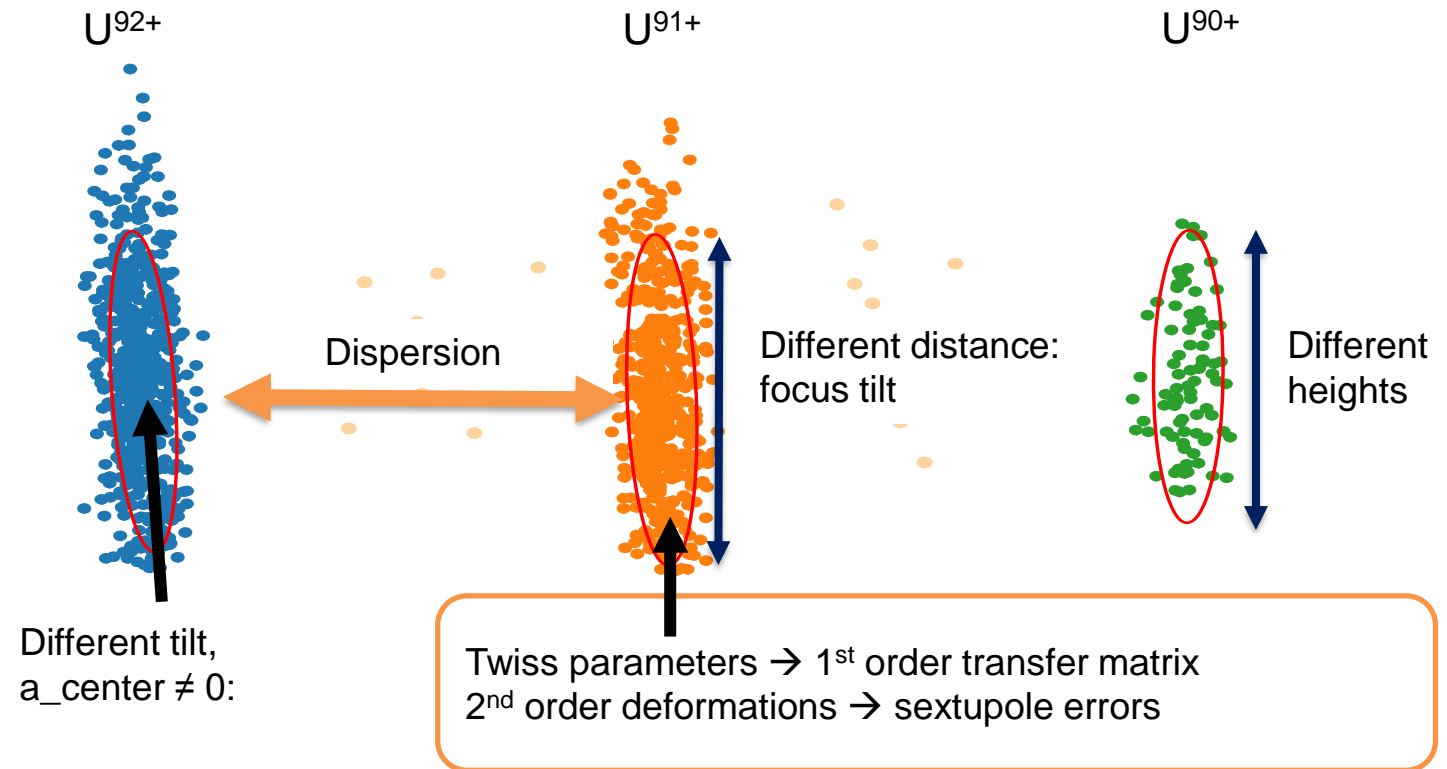 U⁹²⁺
U⁹¹⁺
U⁹⁰⁺
Dispersion
Different distance:
focus tilt
Different
heights
Different tilt,
a_center ≠ 0:
Twiss parameters → 1ˢᵗ order transfer matrix
2ⁿᵈ order deformations → sextupole errors